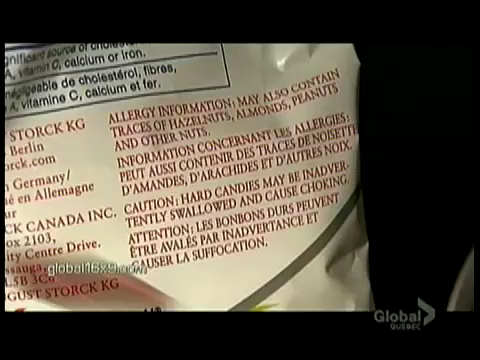 gnificant source of cholester
A, vitamin C, calcium or iron.
négligeable de cholestérol, fibres,
A, vitamine C, calcium et fer.
STORCK KG
Berlin
orck.com
n Germany/
é en Allemagne
ur
CK CANADA INC.
ox 2103,
ity Centre Drive.
ssauga,
L5B 3C6
GUST STORCK KG
ALLERGY INFORMATION: MAY ALSO CONTAIN
TRACES OF HAZELNUTS, ALMONDS, PEANUTS
AND OTHER NUTS.
INFORMATION CONCERNANT LES ALLERGIES:
PEUT AUSSI CONTENIR DES TRACES DE NOISETTE
D'AMANDES, D'ARACHIDES ET D'AUTRES NOIX.
CAUTION: HARD CANDIES MAY BE INADVER-
TENTLY SWALLOWED AND CAUSE CHOKING.
ATTENTION: LES BONBONS DURS PEUVENT
ÊTRE AVALÉS PAR INADVERTANCE ET
CAUSER LA SUFFOCATION.
global16x9.com
Global
QUÉBEC